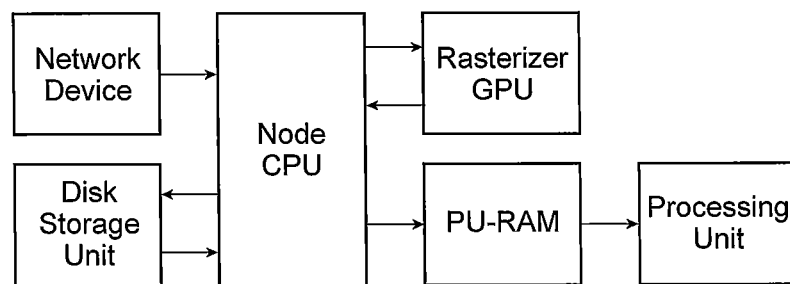 Network
Device
Node
CPU
Rasterizer
GPU
Disk
Storage
Unit
PU-RAM
Processing
Unit